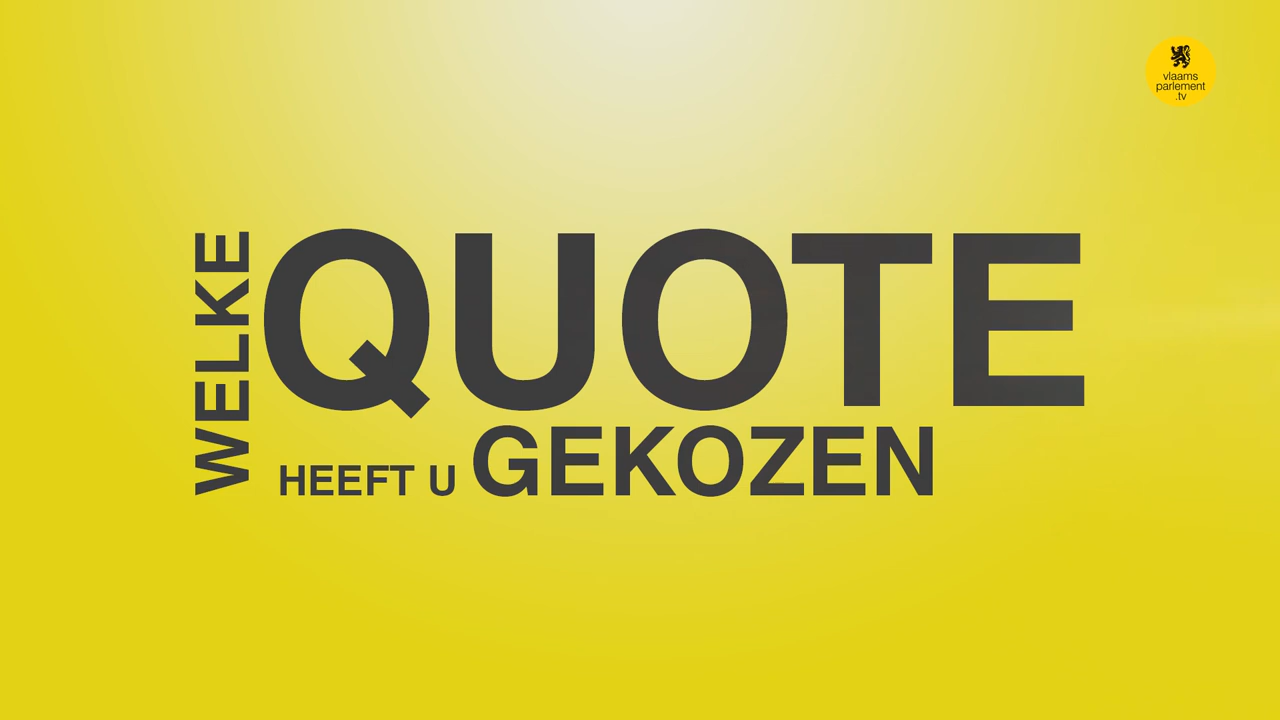 WELKE
QUOTE
HEEFT U GEKOZEN
vlaams
parlement
.tv